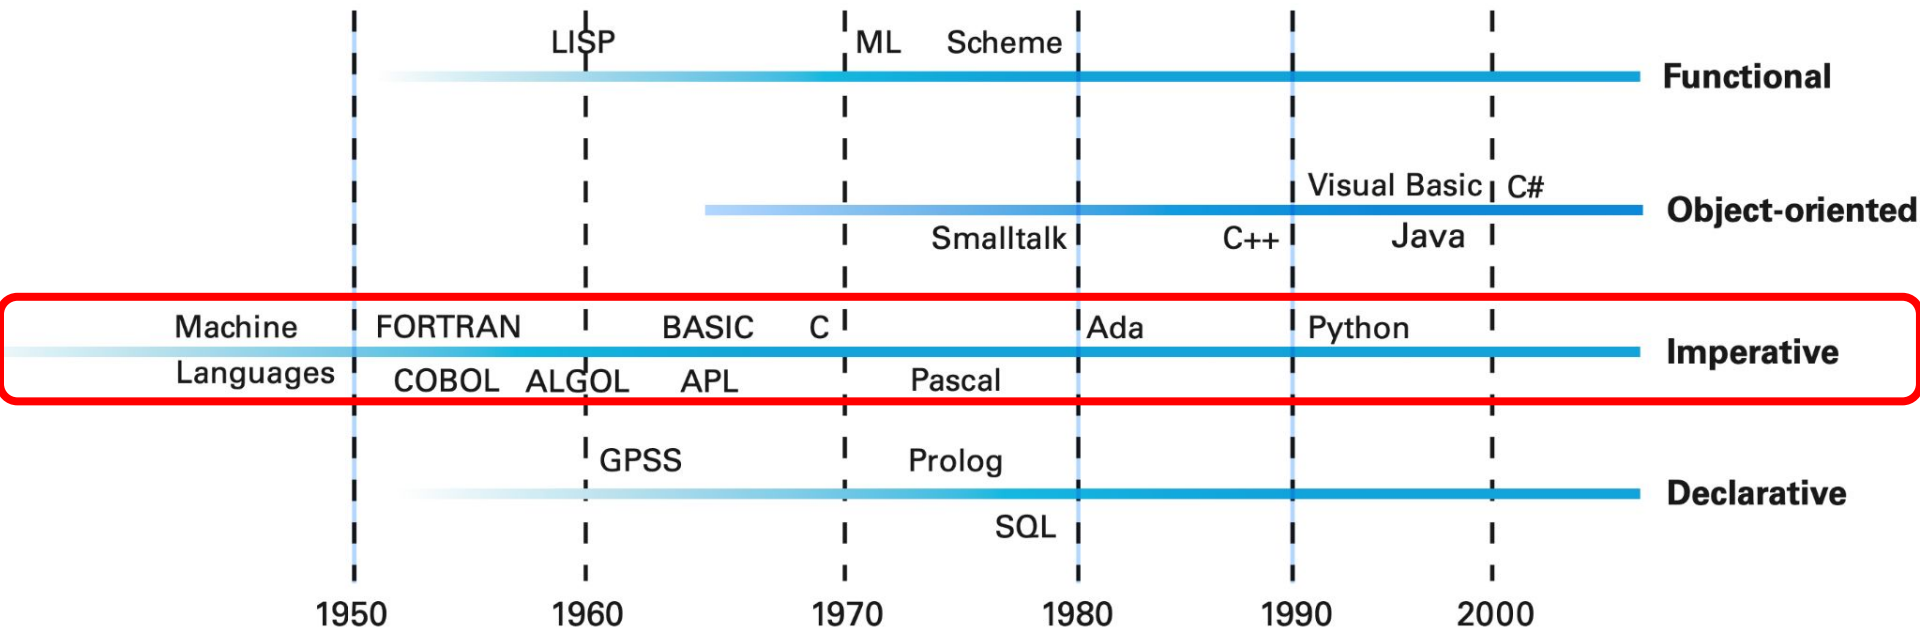 LISP ML Scheme
Functional
Visual Basic C#
Object-oriented
Smalltalk C++ Java
Machine FORTRAN BASIC C Ada Python
Imperative
Languages COBOL ALGOL APL Pascal
GPSS Prolog
Declarative
SQL
1950 1960 1970 1980 1990 2000